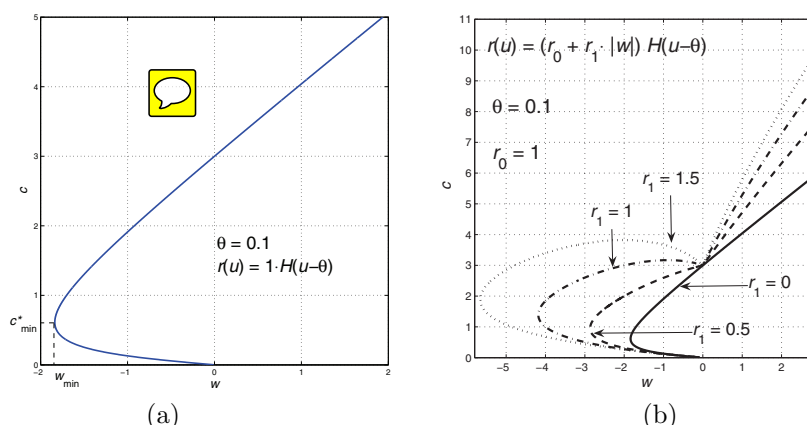 5
4
3
2
1
0
c
c*min
θ = 0.1
r(u) = 1·H(u−θ)
−2
−1
0
1
2
wmin
w
(a)
11
10
9
8
7
6
5
4
3
2
1
0
c
r(u) = (r0 + r1· |w|) H(u−θ)
θ = 0.1
r0 = 1
r1 = 1.5
r1 = 1
r1 = 0
r1 = 0.5
−5
−4
−3
−2
−1
0
1
2
w
(b)